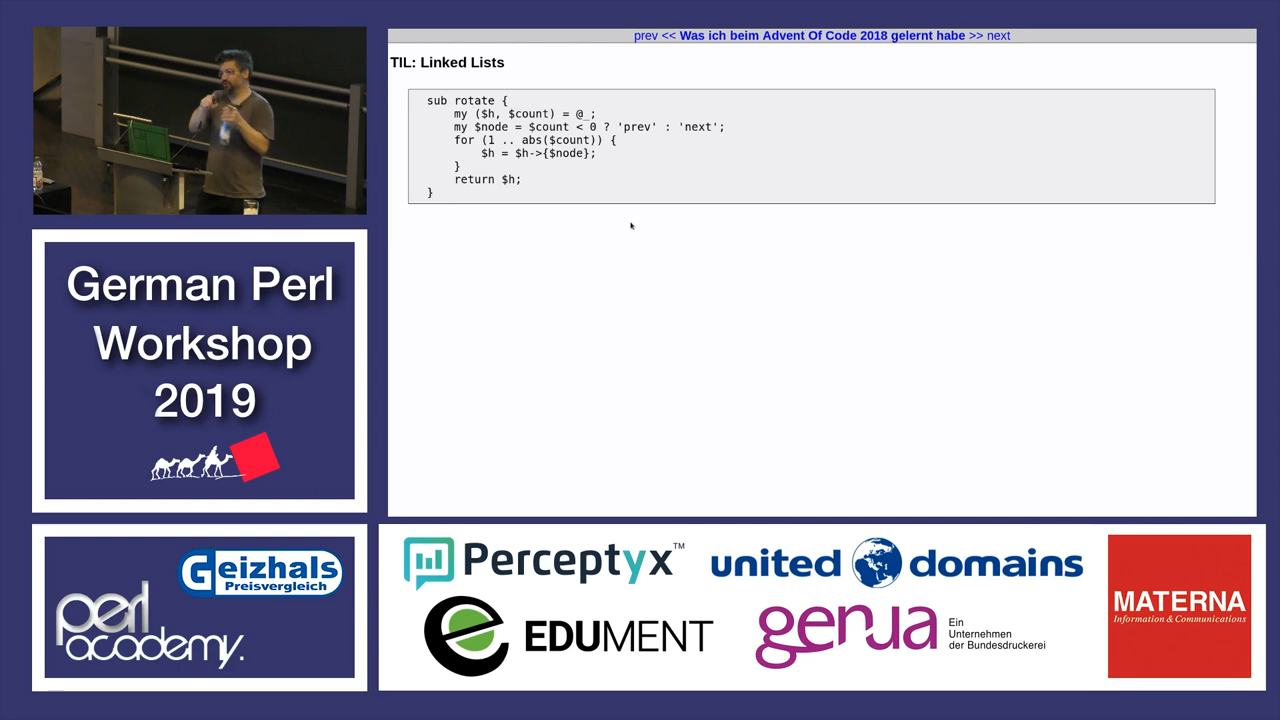 prev << Was ich beim Advent Of Code 2018 gelernt habe >> next
TIL: Linked Lists
sub rotate {
    my ($h, $count) = @_;
    my $node = $count < 0 ? 'prev' : 'next';
    for (1 .. abs($count)) {
        $h = $h->{$node};
    }
    return $h;
}
German Perl
Workshop
2019
Geizhals
Preisvergleich
perl
academy.
Perceptyx™
united domains
EDUMENT
genua
Ein
Unternehmen
der Bundesdruckerei
MATERNA
Information & Communications